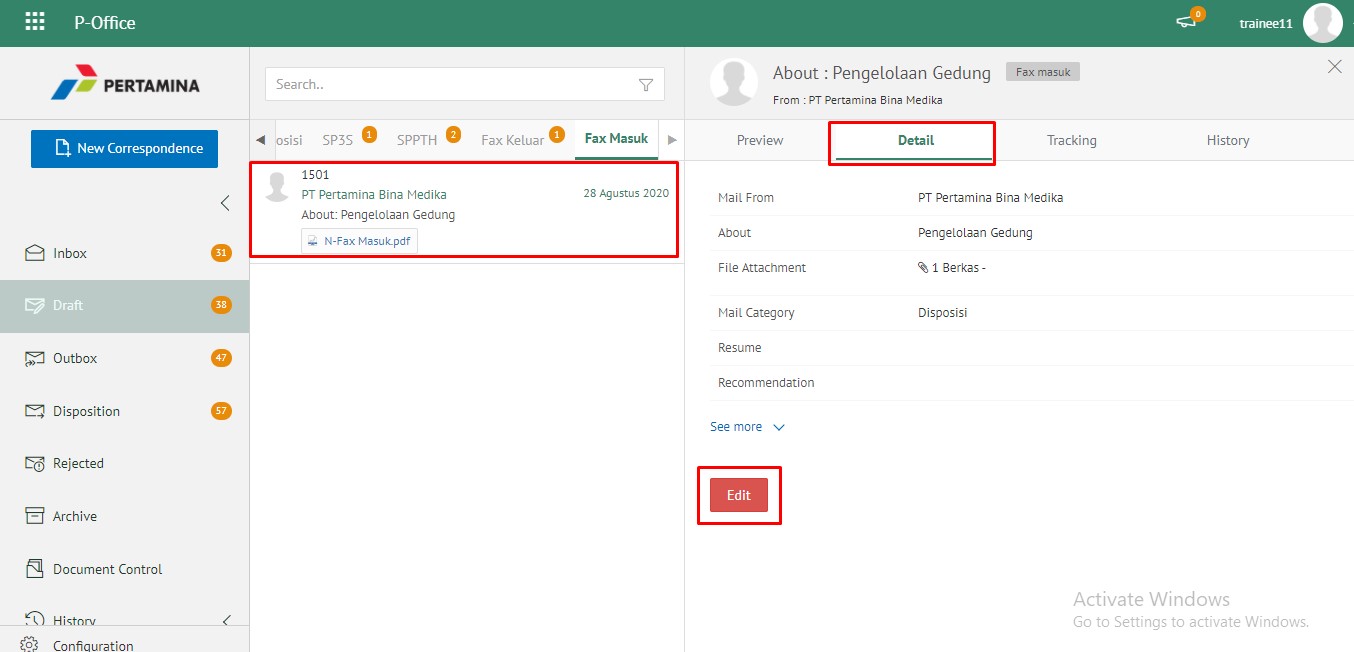 P-Office
0
trainee11
PERTAMINA
New Correspondence
Inbox 31
Draft 38
Outbox 47
Disposition 57
Rejected
Archive
Document Control
History
Configuration
Search..
osisi SP3S 1 SPPTH 2 Fax Keluar 1 Fax Masuk
1501
PT Pertamina Bina Medika 28 Agustus 2020
About: Pengelolaan Gedung
N-Fax Masuk.pdf
About : Pengelolaan Gedung Fax masuk
From : PT Pertamina Bina Medika
Preview Detail Tracking History
Mail From PT Pertamina Bina Medika
About Pengelolaan Gedung
File Attachment 1 Berkas -
Mail Category Disposisi
Resume
Recommendation
See more
Edit
Activate Windows
Go to Settings to activate Windows.